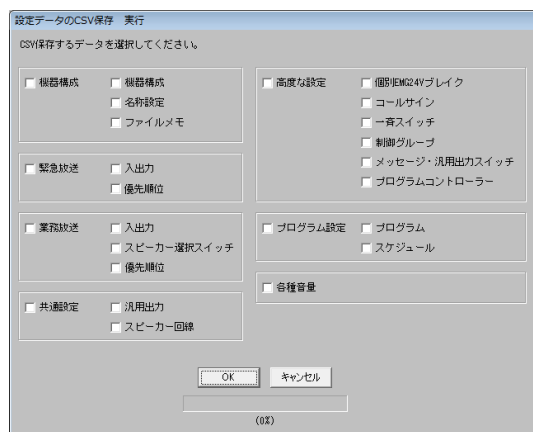 設定データのCSV保存 実行
CSV保存するデータを選択してください。
機器構成
機器構成
名称設定
ファイルメモ
緊急放送
入出力
優先順位
業務放送
入出力
スピーカー選択スイッチ
優先順位
共通設定
汎用出力
スピーカー回線
高度な設定
個別EMG24Vブレイク
コールサイン
一斉スイッチ
制御グループ
メッセージ・汎用出力スイッチ
プログラムコントローラー
プログラム設定
プログラム
スケジュール
各種音量
OK
キャンセル
(0%)